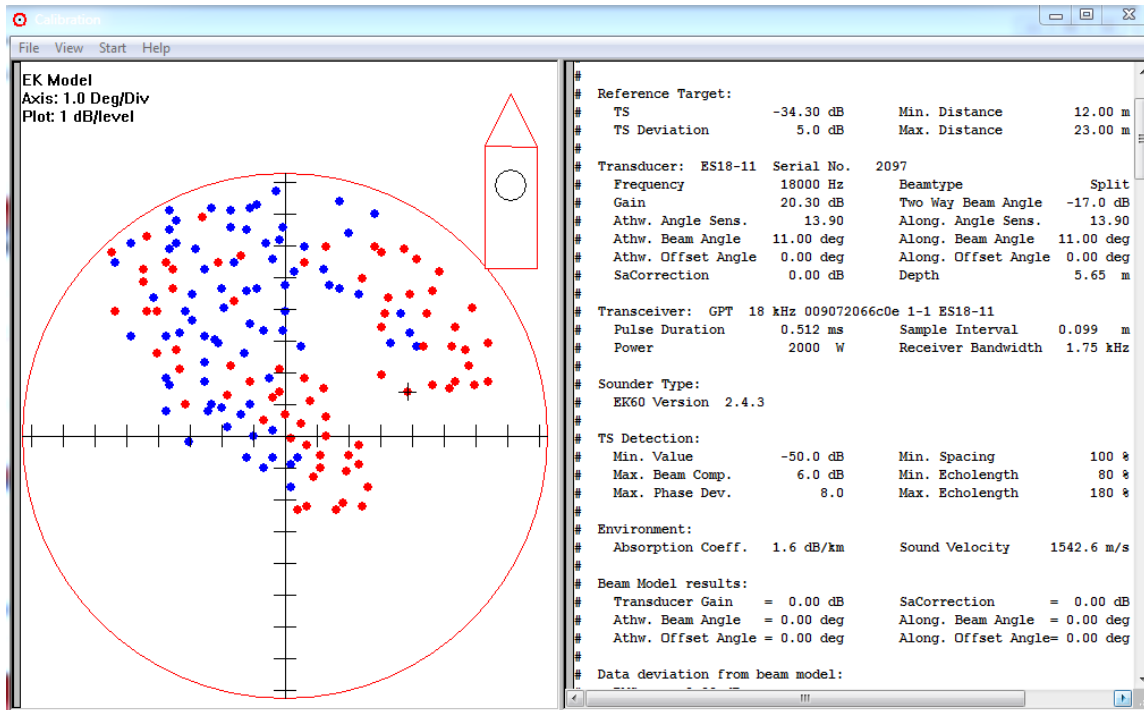 Calibration
File View Start Help
EK Model
Axis: 1.0 Deg/Div
Plot: 1 dB/level
#
# Reference Target:
# TS -34.30 dB Min. Distance 12.00 m
# TS Deviation 5.0 dB Max. Distance 23.00 m
#
# Transducer: ES18-11 Serial No. 2097
# Frequency 18000 Hz Beamtype Split
# Gain 20.30 dB Two Way Beam Angle -17.0 dB
# Athw. Angle Sens. 13.90 Along. Angle Sens. 13.90
# Athw. Beam Angle 11.00 deg Along. Beam Angle 11.00 deg
# Athw. Offset Angle 0.00 deg Along. Offset Angle 0.00 deg
# SaCorrection 0.00 dB Depth 5.65 m
#
# Transceiver: GPT 18 kHz 009072066c0e 1-1 ES18-11
# Pulse Duration 0.512 ms Sample Interval 0.099 m
# Power 2000 W Receiver Bandwidth 1.75 kHz
#
# Sounder Type:
# EK60 Version 2.4.3
#
# TS Detection:
# Min. Value -50.0 dB Min. Spacing 100 %
# Max. Beam Comp. 6.0 dB Min. Echolength 80 %
# Max. Phase Dev. 8.0 Max. Echolength 180 %
#
# Environment:
# Absorption Coeff. 1.6 dB/km Sound Velocity 1542.6 m/s
#
# Beam Model results:
# Transducer Gain = 0.00 dB SaCorrection = 0.00 dB
# Athw. Beam Angle = 0.00 deg Along. Beam Angle = 0.00 deg
# Athw. Offset Angle = 0.00 deg Along. Offset Angle= 0.00 deg
#
# Data deviation from beam model: